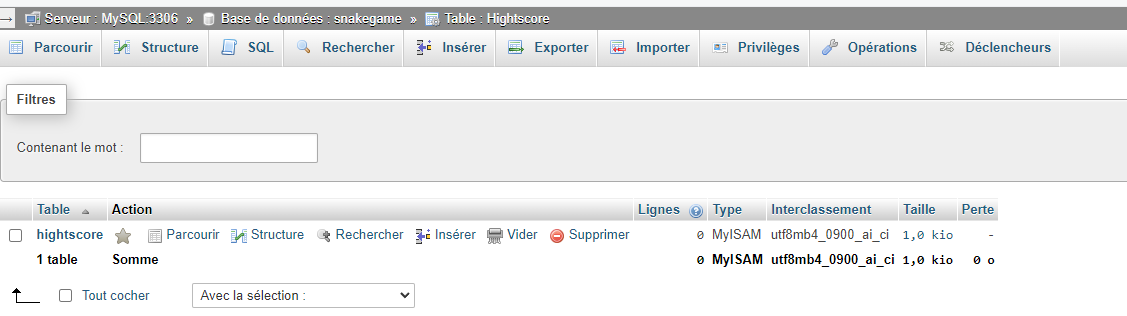 Serveur : MySQL:3306 » Base de données : snakegame » Table : Hightscore
Parcourir Structure SQL Rechercher Insérer Exporter Importer Privilèges Opérations Déclencheurs
Filtres
Contenant le mot :
Table Action Lignes Type Interclassement Taille Perte
hightscore Parcourir Structure Rechercher Insérer Vider Supprimer 0 MyISAM utf8mb4_0900_ai_ci 1,0 kio -
1 table Somme 0 MyISAM utf8mb4_0900_ai_ci 1,0 kio 0 o
Tout cocher Avec la sélection :